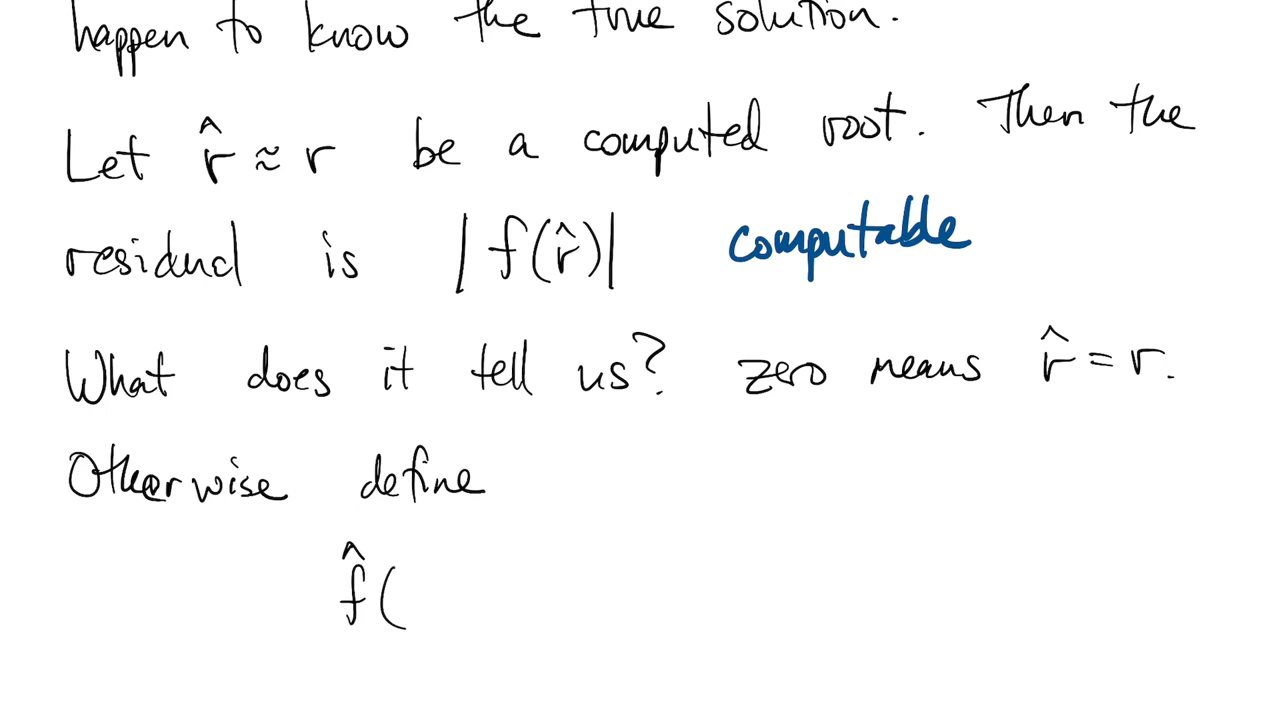 happen to know the true solution.
Let r̂ ≈ r be a computed root. Then the
residual is |f(r̂)| computable
What does it tell us? zero means r̂ = r.
Otherwise define
f̂(